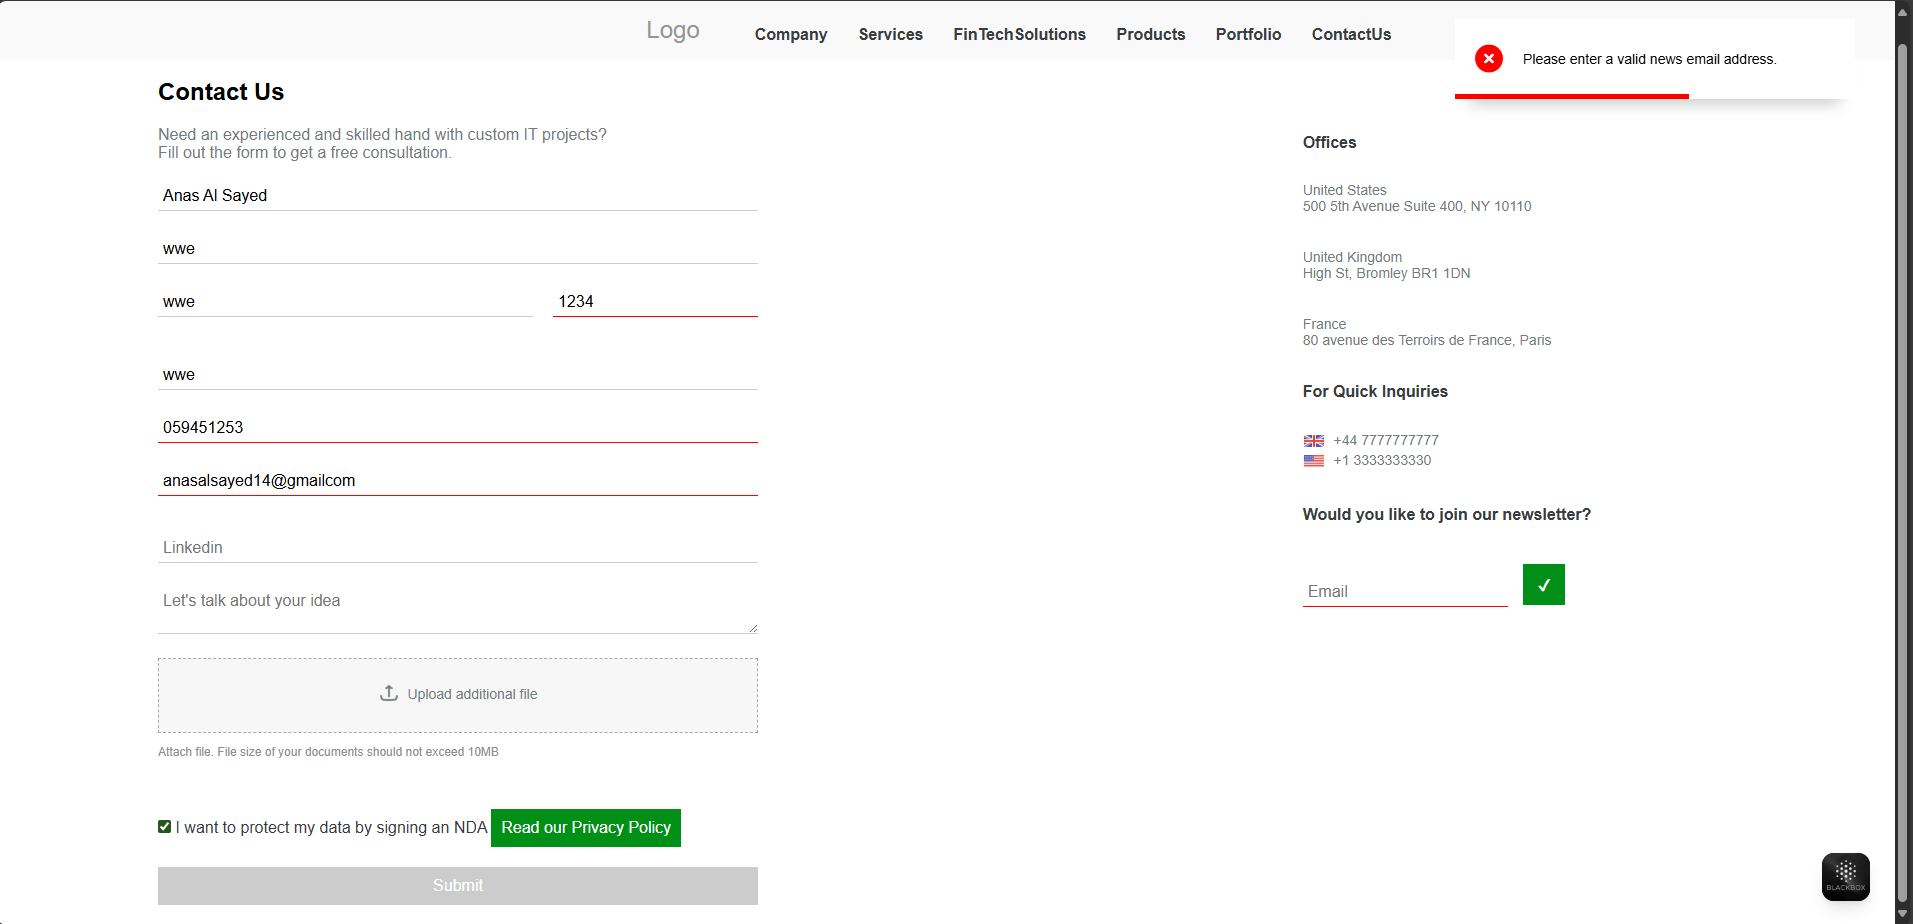 Logo
Company
Services
FinTechSolutions
Products
Portfolio
ContactUs
Please enter a valid news email address.
Contact Us
Need an experienced and skilled hand with custom IT projects?
Fill out the form to get a free consultation.
Anas Al Sayed
wwe
wwe
1234
wwe
059451253
anasalsayed14@gmailcom
Linkedin
Let's talk about your idea
Upload additional file
Attach file. File size of your documents should not exceed 10MB
I want to protect my data by signing an NDA
Read our Privacy Policy
Submit
Offices
United States
500 5th Avenue Suite 400, NY 10110
United Kingdom
High St, Bromley BR1 1DN
France
80 avenue des Terroirs de France, Paris
For Quick Inquiries
+44 7777777777
+1 3333333330
Would you like to join our newsletter?
Email
BLACKBOX